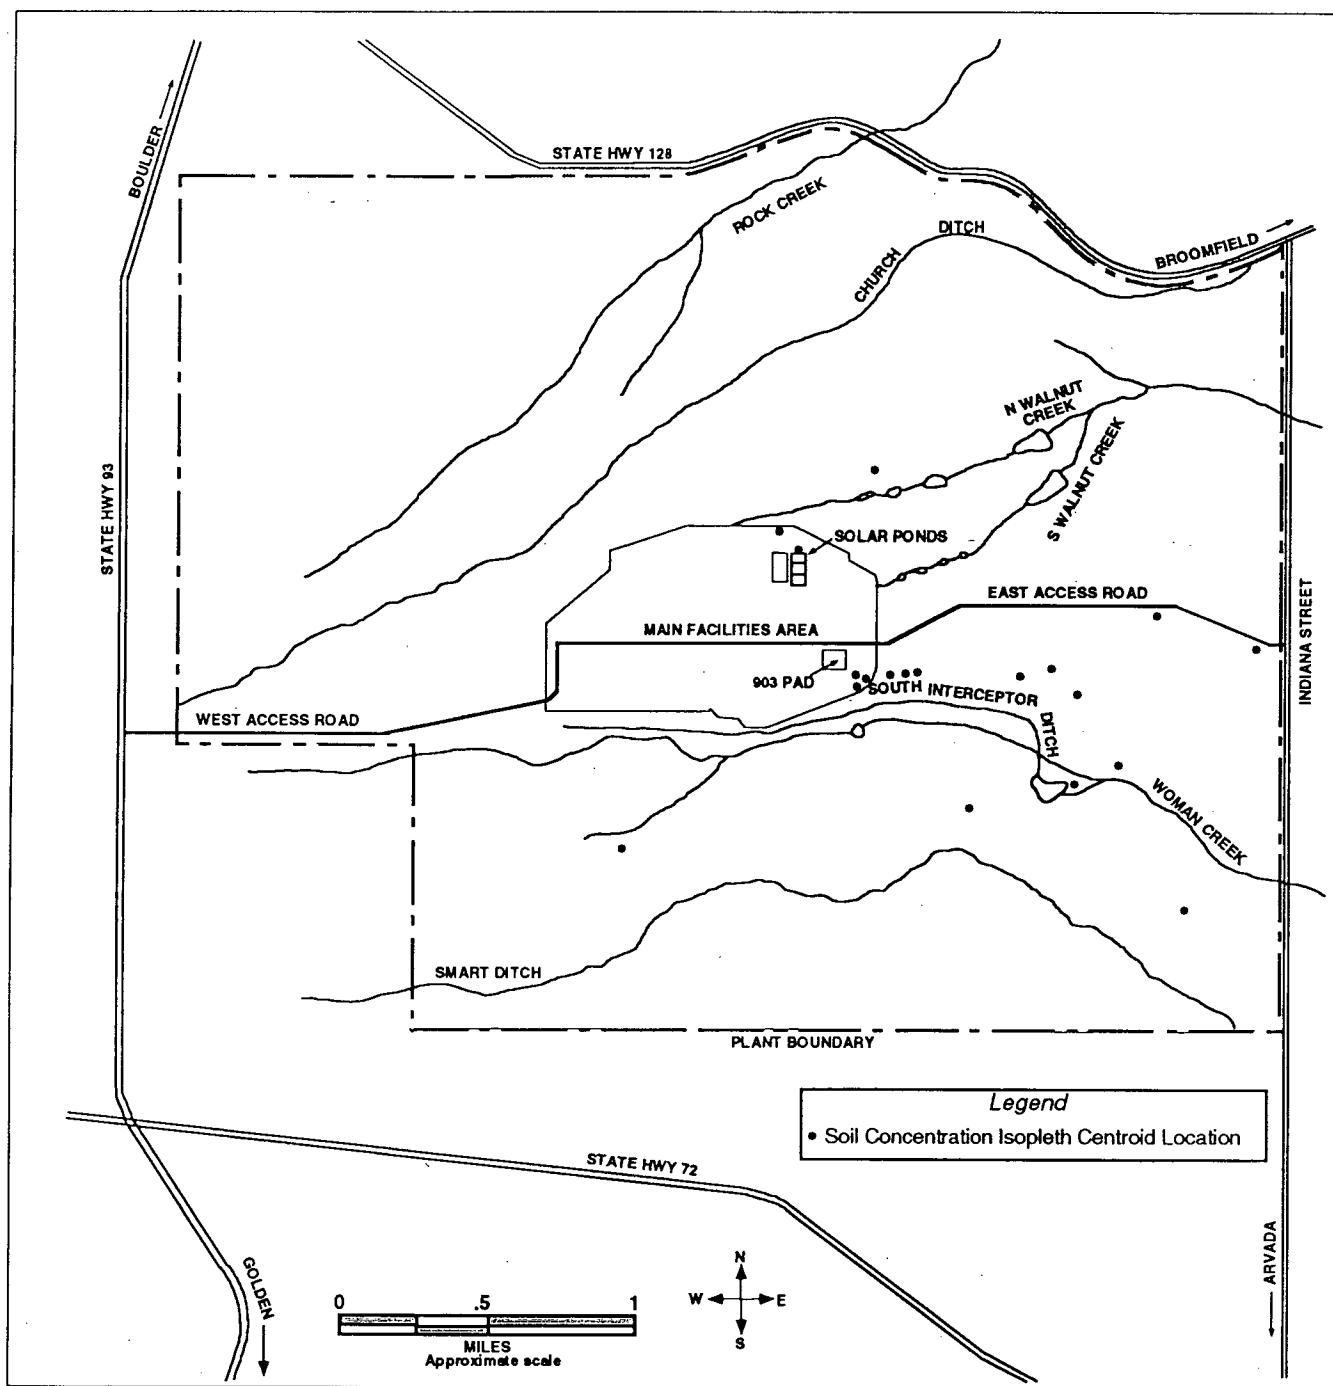 BOULDER
STATE HWY 128
ROCK CREEK
DITCH
CHURCH
BROOMFIELD
N WALNUT
CREEK
S WALNUT CREEK
STATE HWY 93
SOLAR PONDS
EAST ACCESS ROAD
INDIANA STREET
MAIN FACILITIES AREA
903 PAD
SOUTH INTERCEPTOR
DITCH
WEST ACCESS ROAD
WOMAN CREEK
SMART DITCH
PLANT BOUNDARY
Legend
Soil Concentration Isopleth Centroid Location
STATE HWY 72
ARVADA
GOLDEN
N
W E
S
0 .5 1
MILES
Approximate scale